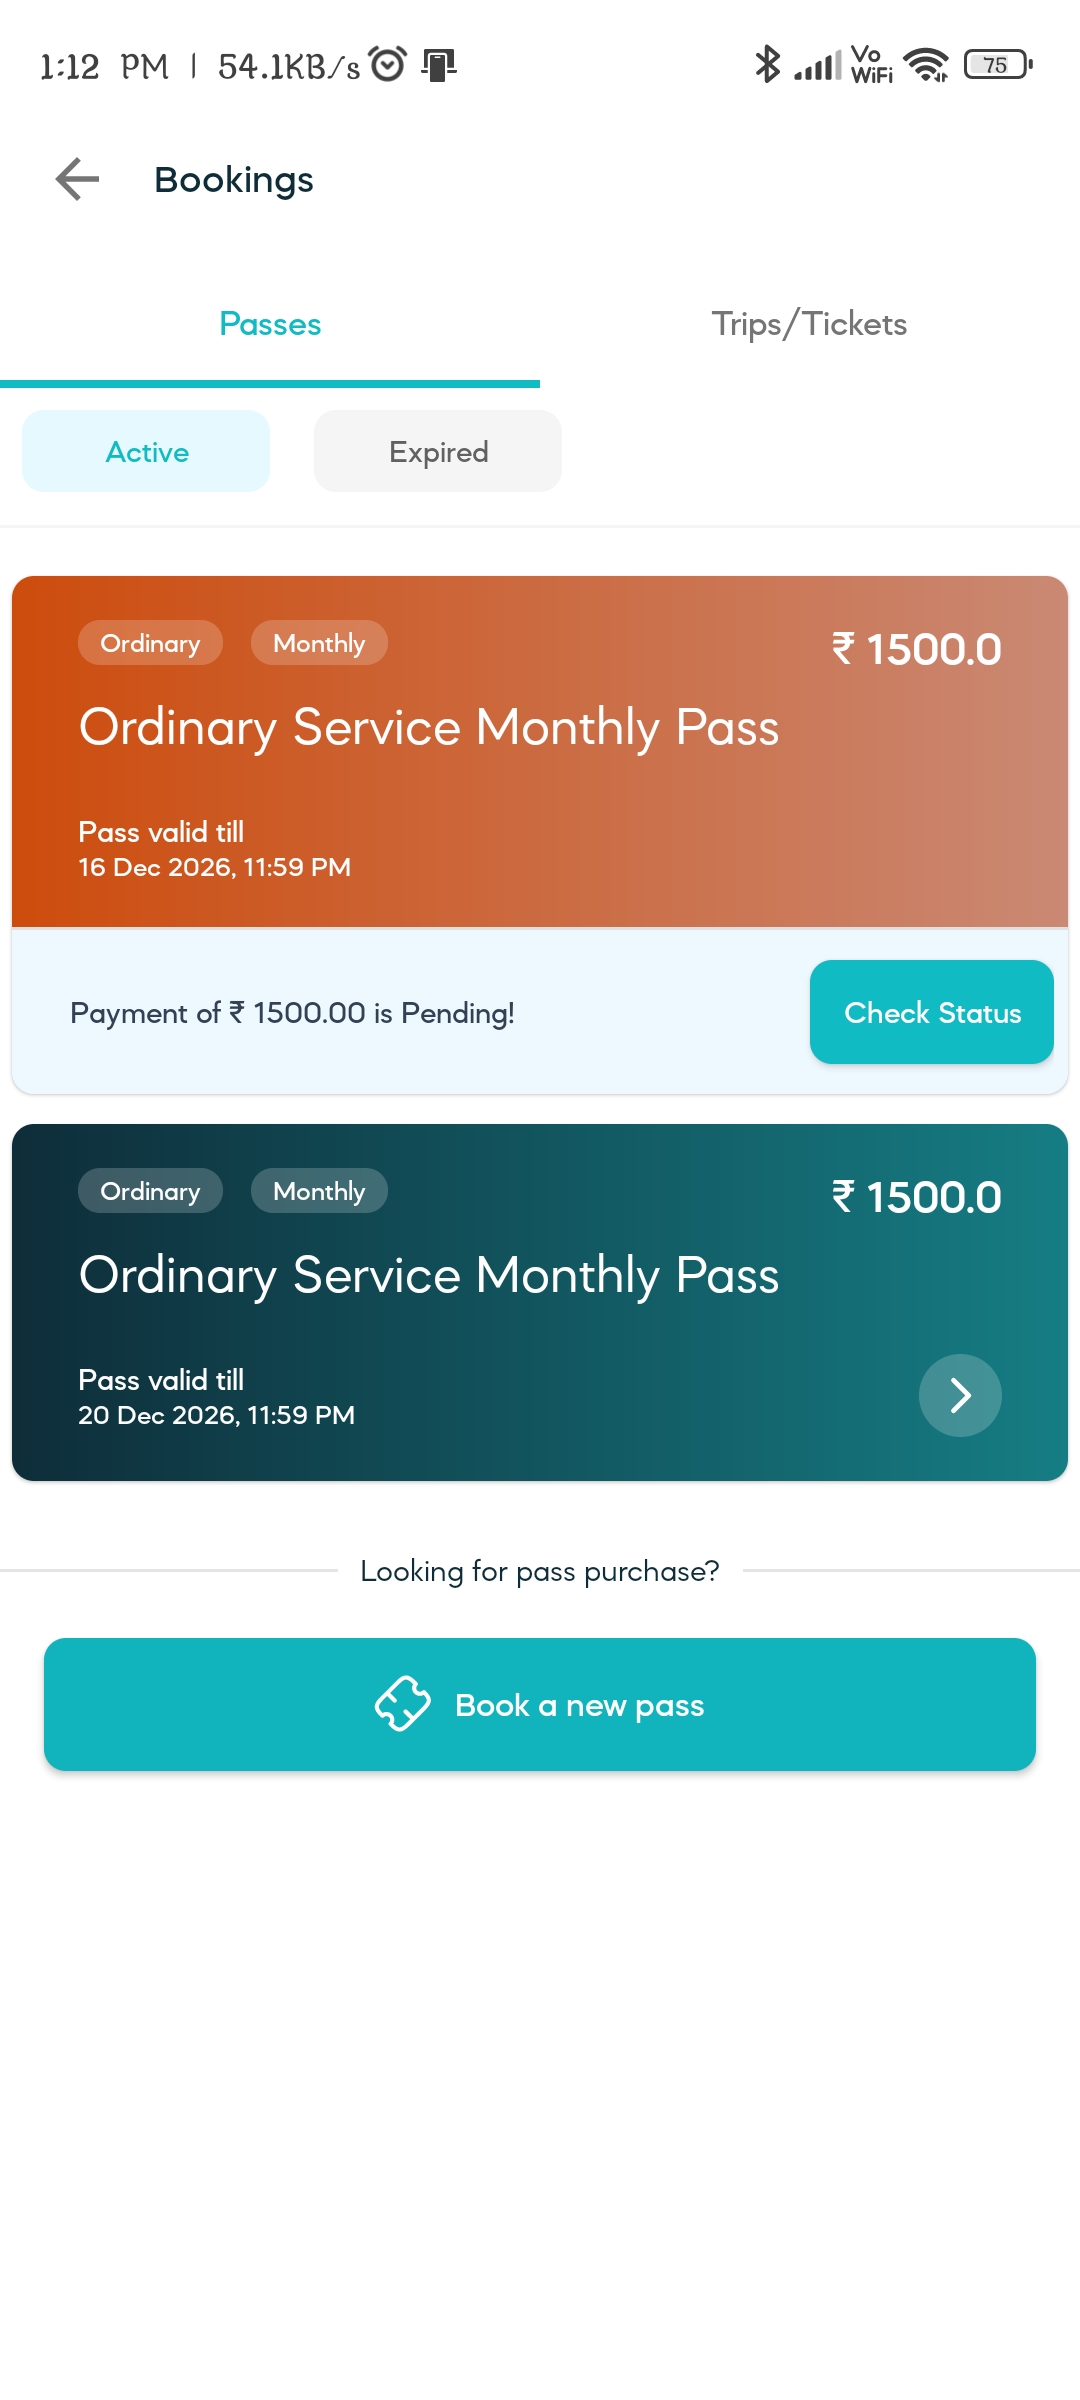 1:12 PM | 54.1KB/s Vo WiFi 75
Bookings
Passes Trips/Tickets
Active Expired
Ordinary Monthly ₹ 1500.0
Ordinary Service Monthly Pass
Pass valid till
16 Dec 2026, 11:59 PM
Payment of ₹ 1500.00 is Pending! Check Status
Ordinary Monthly ₹ 1500.0
Ordinary Service Monthly Pass
Pass valid till
20 Dec 2026, 11:59 PM
Looking for pass purchase?
Book a new pass